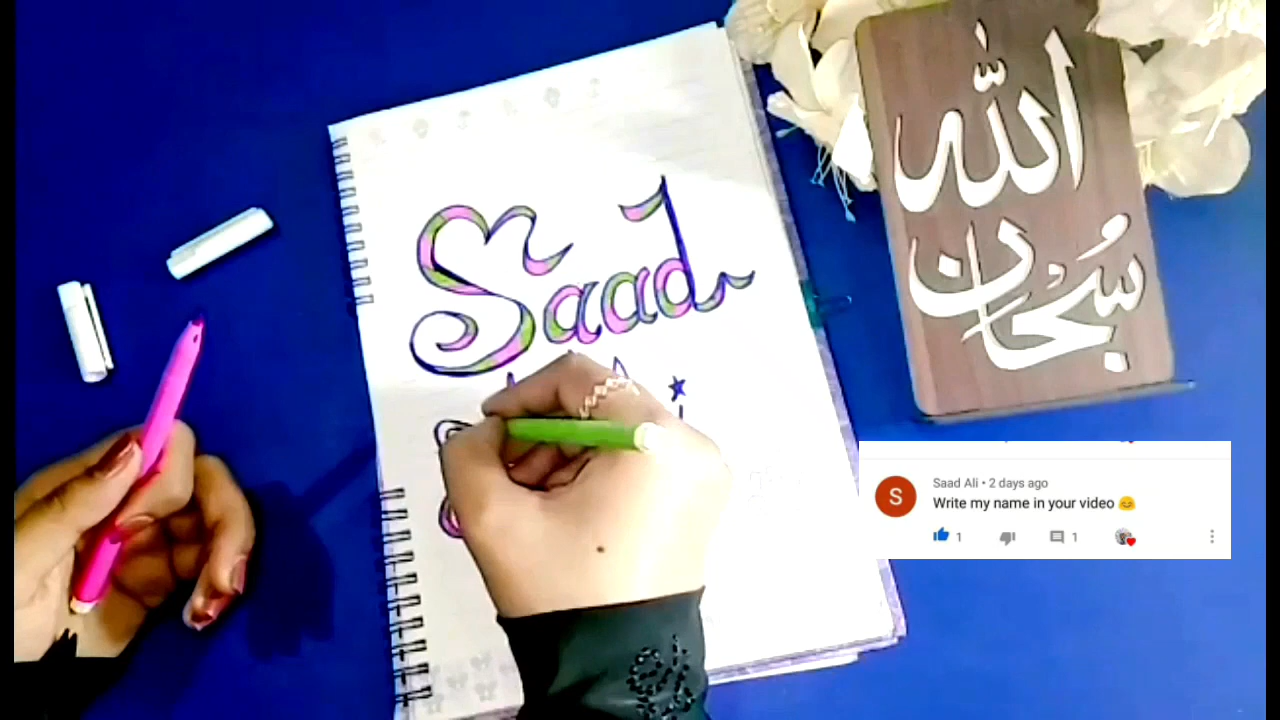 Saad
سُبحان
الله
S
Saad Ali • 2 days ago
Write my name in your video 😊
1
1